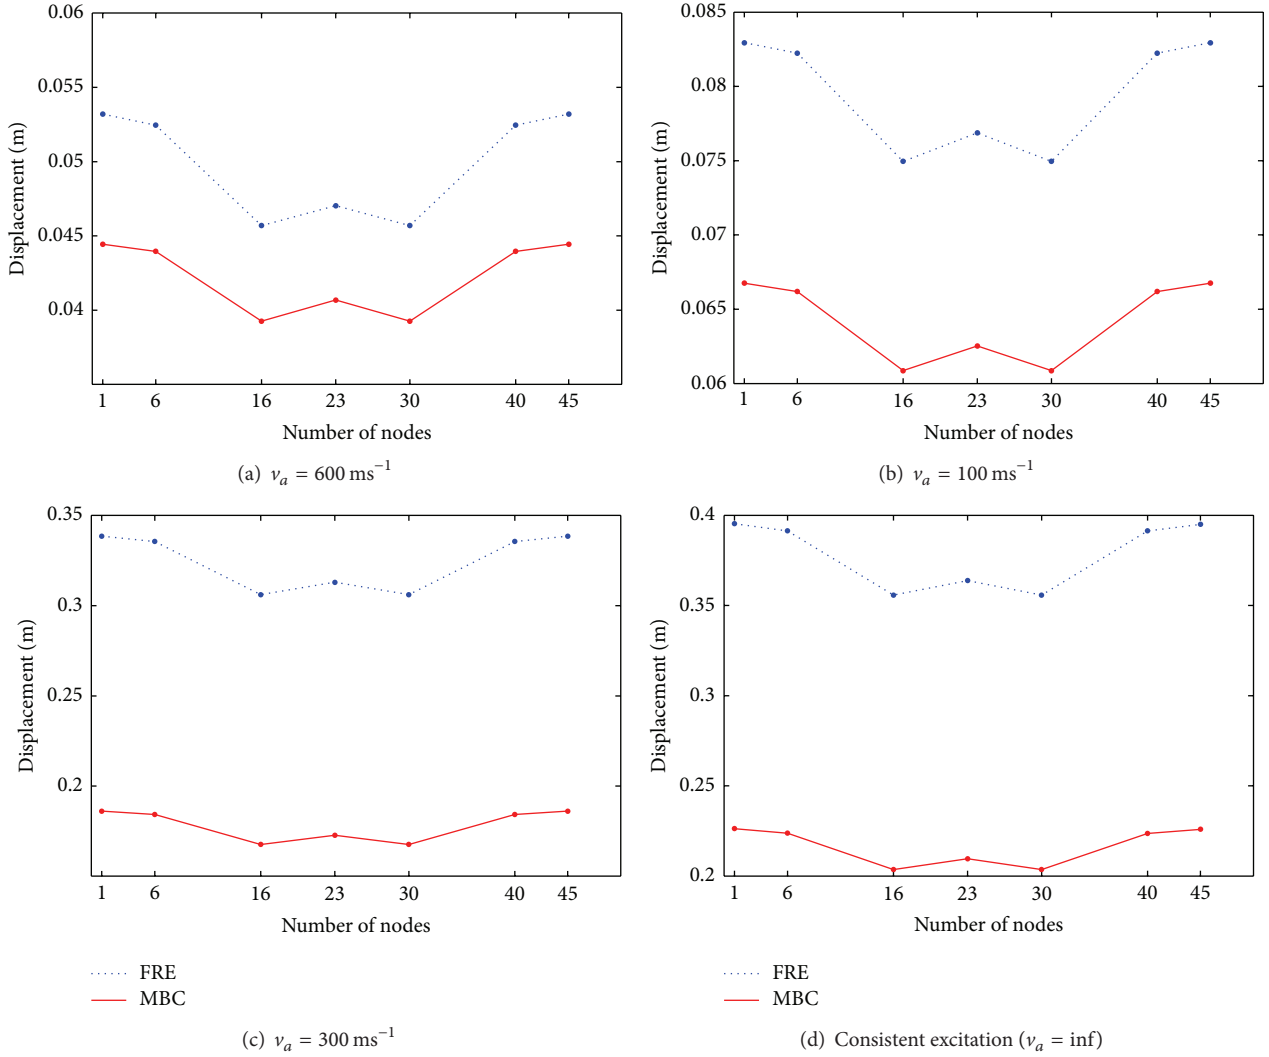 0.06
0.055
0.05
0.045
0.04
Displacement (m)
1 6 16 23 30 40 45
Number of nodes
(a) vₐ = 600 ms⁻¹
0.085
0.08
0.075
0.07
0.065
0.06
Displacement (m)
1 6 16 23 30 40 45
Number of nodes
(b) vₐ = 100 ms⁻¹
0.35
0.3
0.25
0.2
Displacement (m)
1 6 16 23 30 40 45
Number of nodes
FRE
MBC
(c) vₐ = 300 ms⁻¹
0.4
0.35
0.3
0.25
0.2
Displacement (m)
1 6 16 23 30 40 45
Number of nodes
FRE
MBC
(d) Consistent excitation (vₐ = inf)